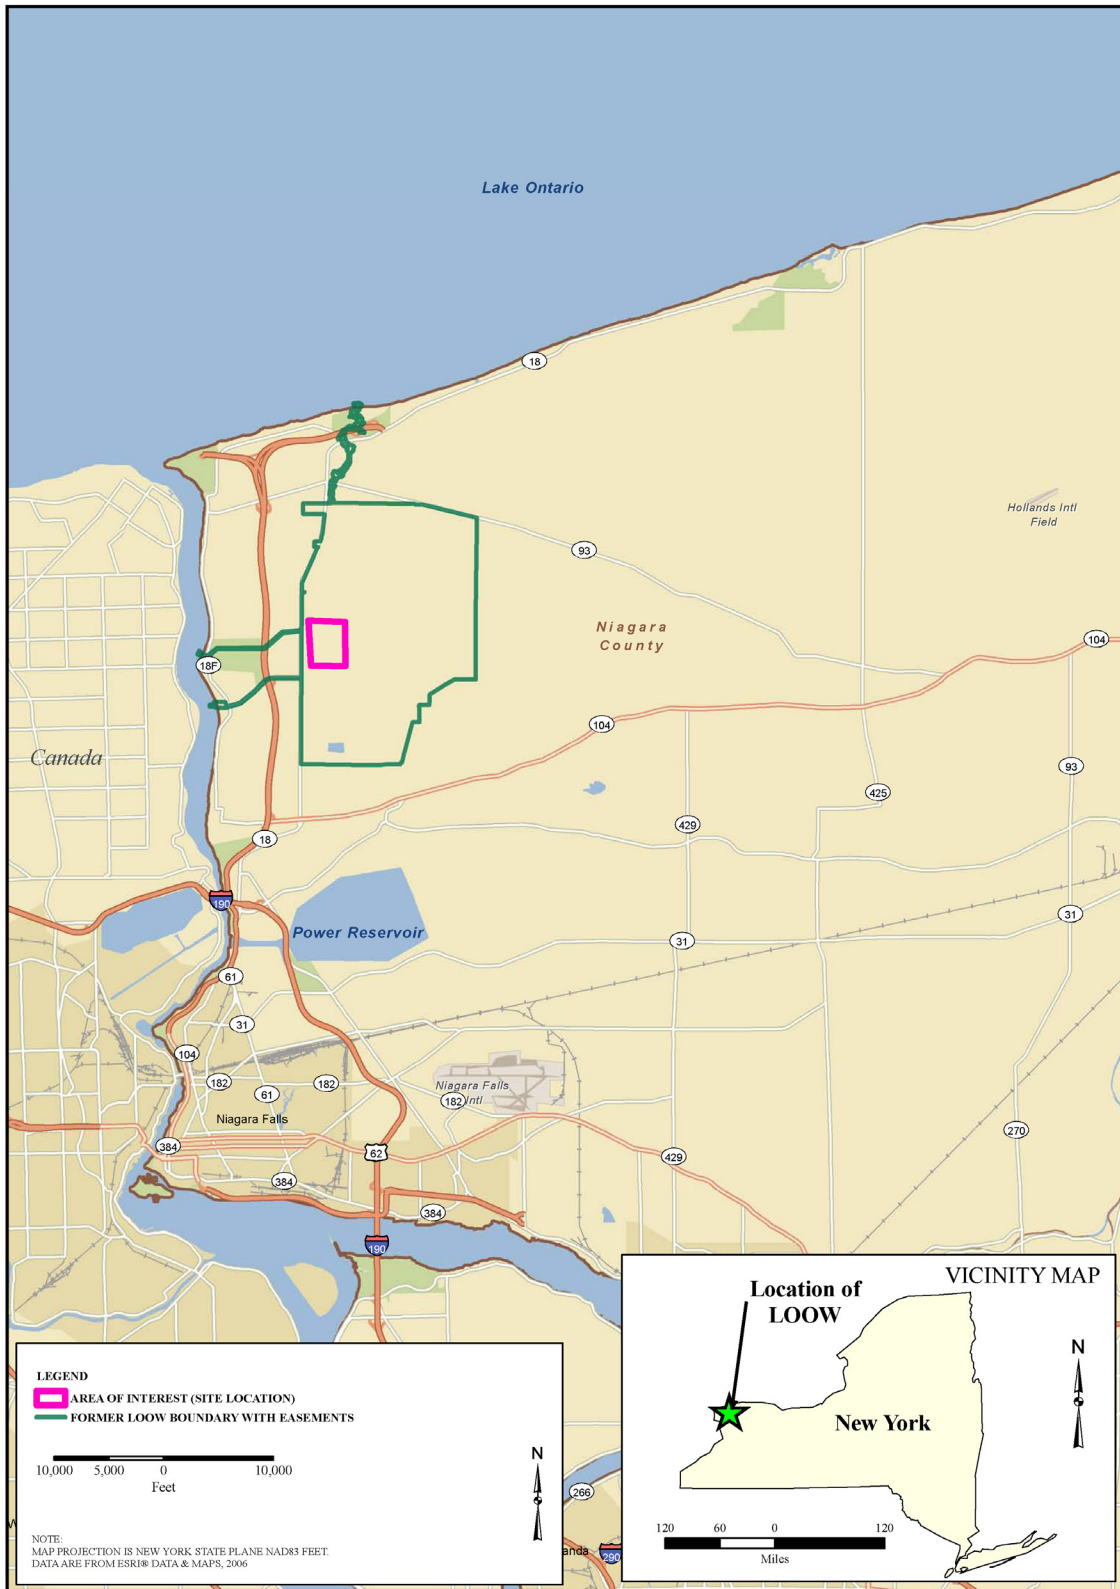 Lake Ontario
18
Hollands Intl
Field
93
Niagara
County
104
18F
104
Canada
93
425
429
18
190
31
Power Reservoir
31
61
31
104
182
61
182
Niagara Falls
Intl
182
Niagara Falls
384
62
429
270
384
384
190
LEGEND
AREA OF INTEREST (SITE LOCATION)
FORMER LOOW BOUNDARY WITH EASEMENTS
10,000 5,000 0 10,000
Feet
N
NOTE:
MAP PROJECTION IS NEW YORK STATE PLANE NAD83 FEET.
DATA ARE FROM ESRI® DATA & MAPS, 2006
266
anda
290
VICINITY MAP
Location of
LOOW
N
New York
120 60 0 120
Miles